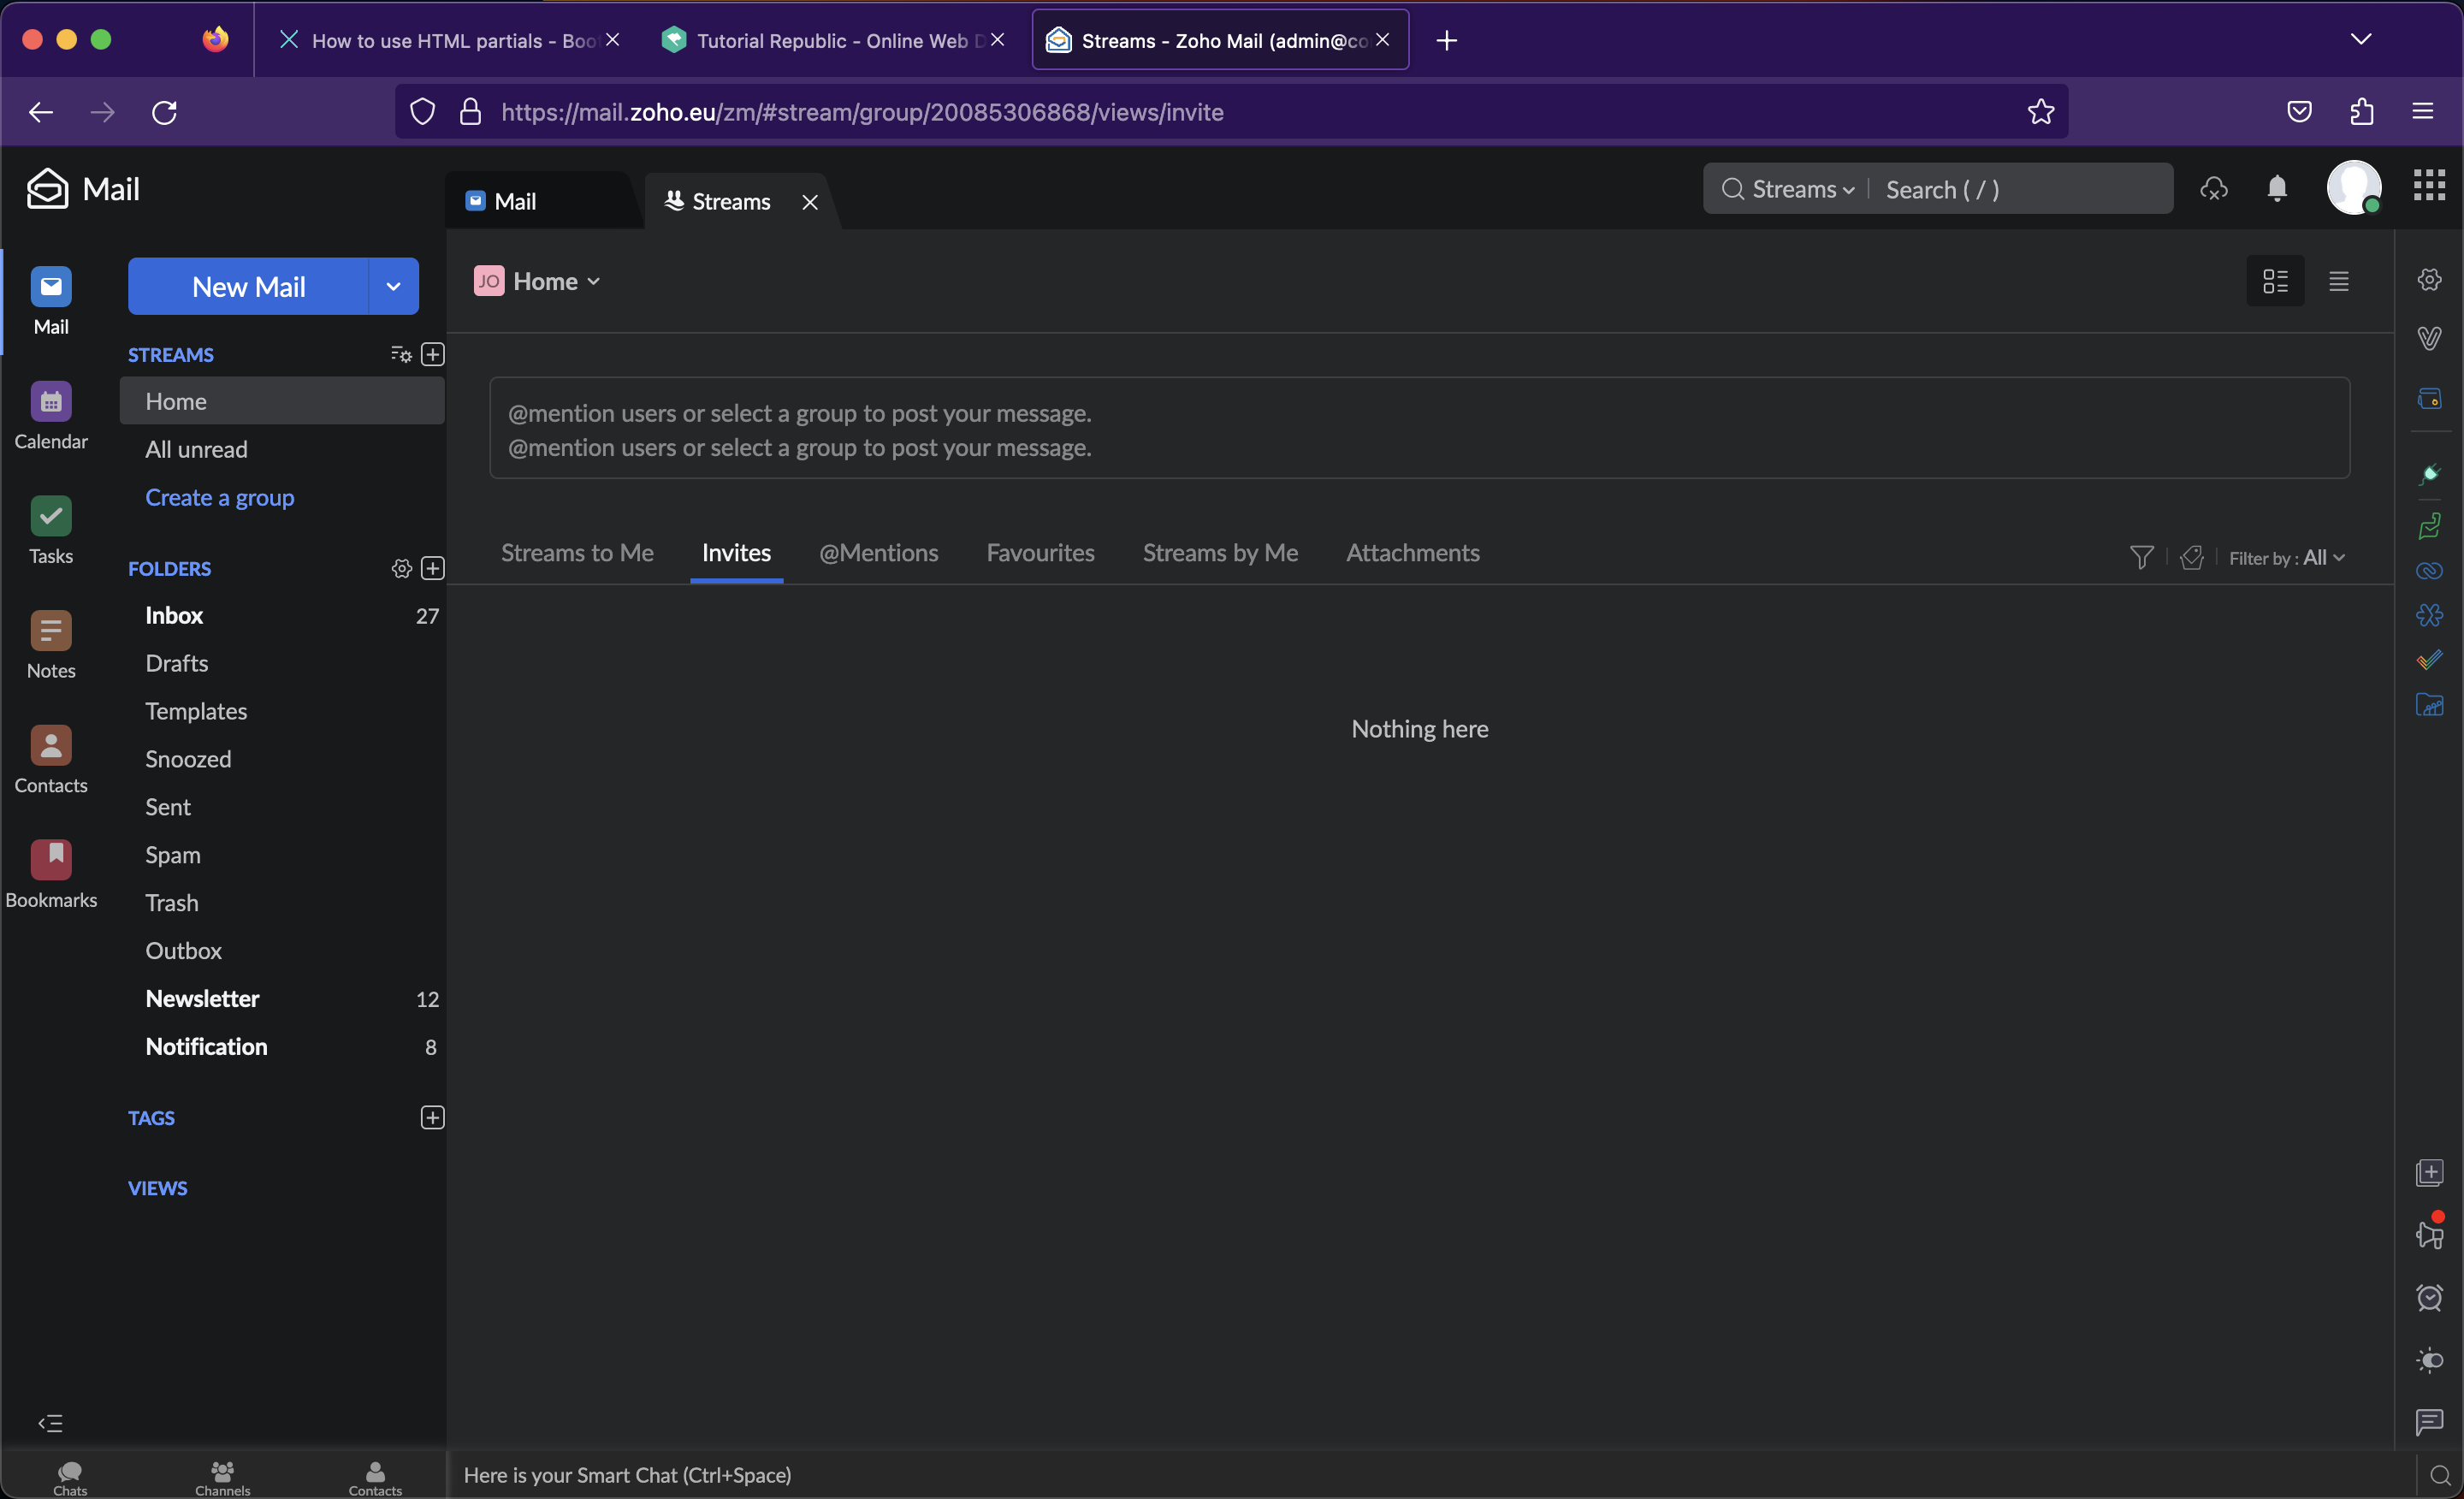 How to use HTML partials - Boo
Tutorial Republic - Online Web D
Streams - Zoho Mail (admin@co
https://mail.zoho.eu/zm/#stream/group/20085306868/views/invite
Mail
Mail
Streams
Streams
Search ( / )
Mail
Calendar
Tasks
Notes
Contacts
Bookmarks
New Mail
STREAMS
Home
All unread
Create a group
FOLDERS
Inbox 27
Drafts
Templates
Snoozed
Sent
Spam
Trash
Outbox
Newsletter 12
Notification 8
TAGS
VIEWS
JO Home
@mention users or select a group to post your message.
@mention users or select a group to post your message.
Streams to Me Invites @Mentions Favourites Streams by Me Attachments
Filter by : All
Nothing here
Chats Channels Contacts
Here is your Smart Chat (Ctrl+Space)